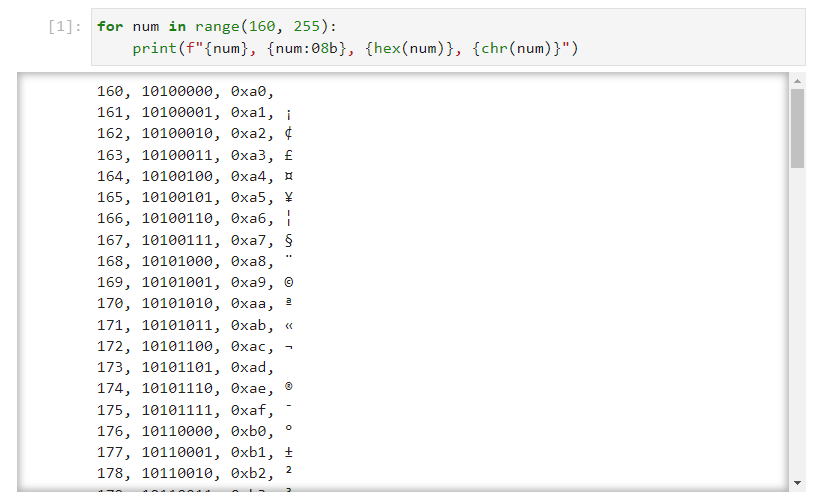 [1]: for num in range(160, 255):
    print(f"{num}, {num:08b}, {hex(num)}, {chr(num)}")
160, 10100000, 0xa0,
161, 10100001, 0xa1, ¡
162, 10100010, 0xa2, ¢
163, 10100011, 0xa3, £
164, 10100100, 0xa4, ¤
165, 10100101, 0xa5, ¥
166, 10100110, 0xa6, ¦
167, 10100111, 0xa7, §
168, 10101000, 0xa8, ¨
169, 10101001, 0xa9, ©
170, 10101010, 0xaa, ª
171, 10101011, 0xab, «
172, 10101100, 0xac, ¬
173, 10101101, 0xad,
174, 10101110, 0xae, ®
175, 10101111, 0xaf, ¯
176, 10110000, 0xb0, °
177, 10110001, 0xb1, ±
178, 10110010, 0xb2, ²